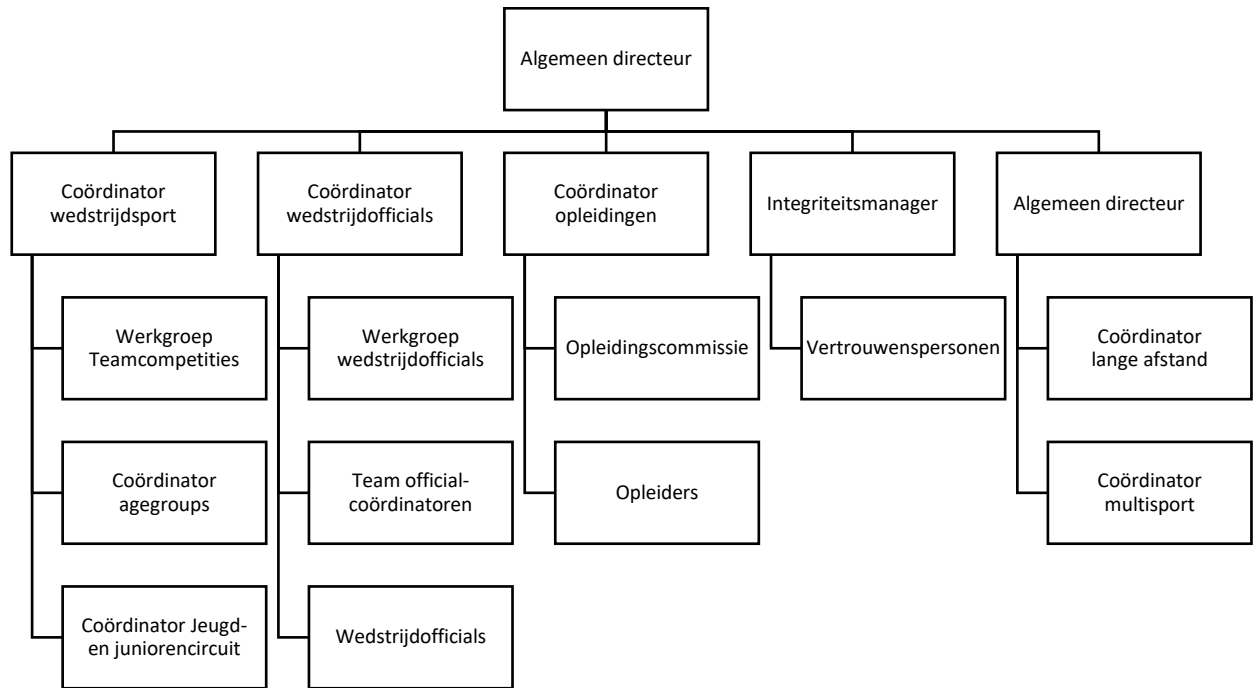 Algemeen directeur
Coördinator
wedstrijdsport
Coördinator
wedstrijdofficials
Coördinator
opleidingen
Integriteitsmanager
Algemeen directeur
Werkgroep
Teamcompetities
Werkgroep
wedstrijdofficials
Opleidingscommissie
Vertrouwenspersonen
Coördinator
lange afstand
Coördinator
agegroups
Team official-
coördinatoren
Opleiders
Coördinator
multisport
Coördinator Jeugd-
en juniorencircuit
Wedstrijdofficials